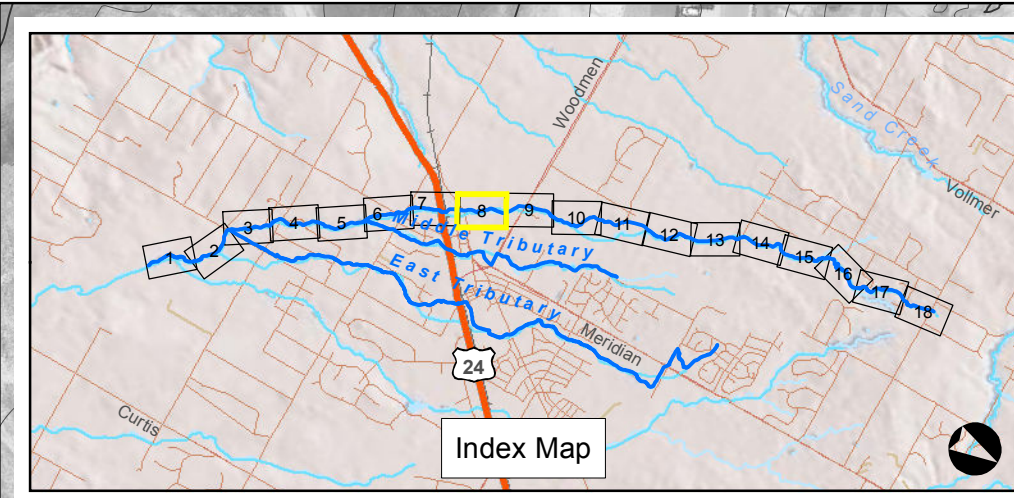 Woodmen
Sand Creek
Vollmer
1
2
3
4
5
6
7
8
9
10
11
12
13
14
15
16
17
18
Middle Tributary
East Tributary
Meridian
24
Curtis
Index Map